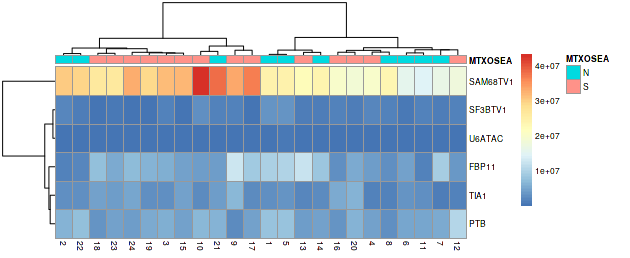 MTXOSEA
SAM68TV1
SF3BTV1
U6ATAC
FBP11
TIA1
PTB
2 22 18 23 24 19 3 15 10 21 9 17 1 5 13 14 16 20 4 8 6 11 7 12
4e+07
3e+07
2e+07
1e+07
MTXOSEA
N
S